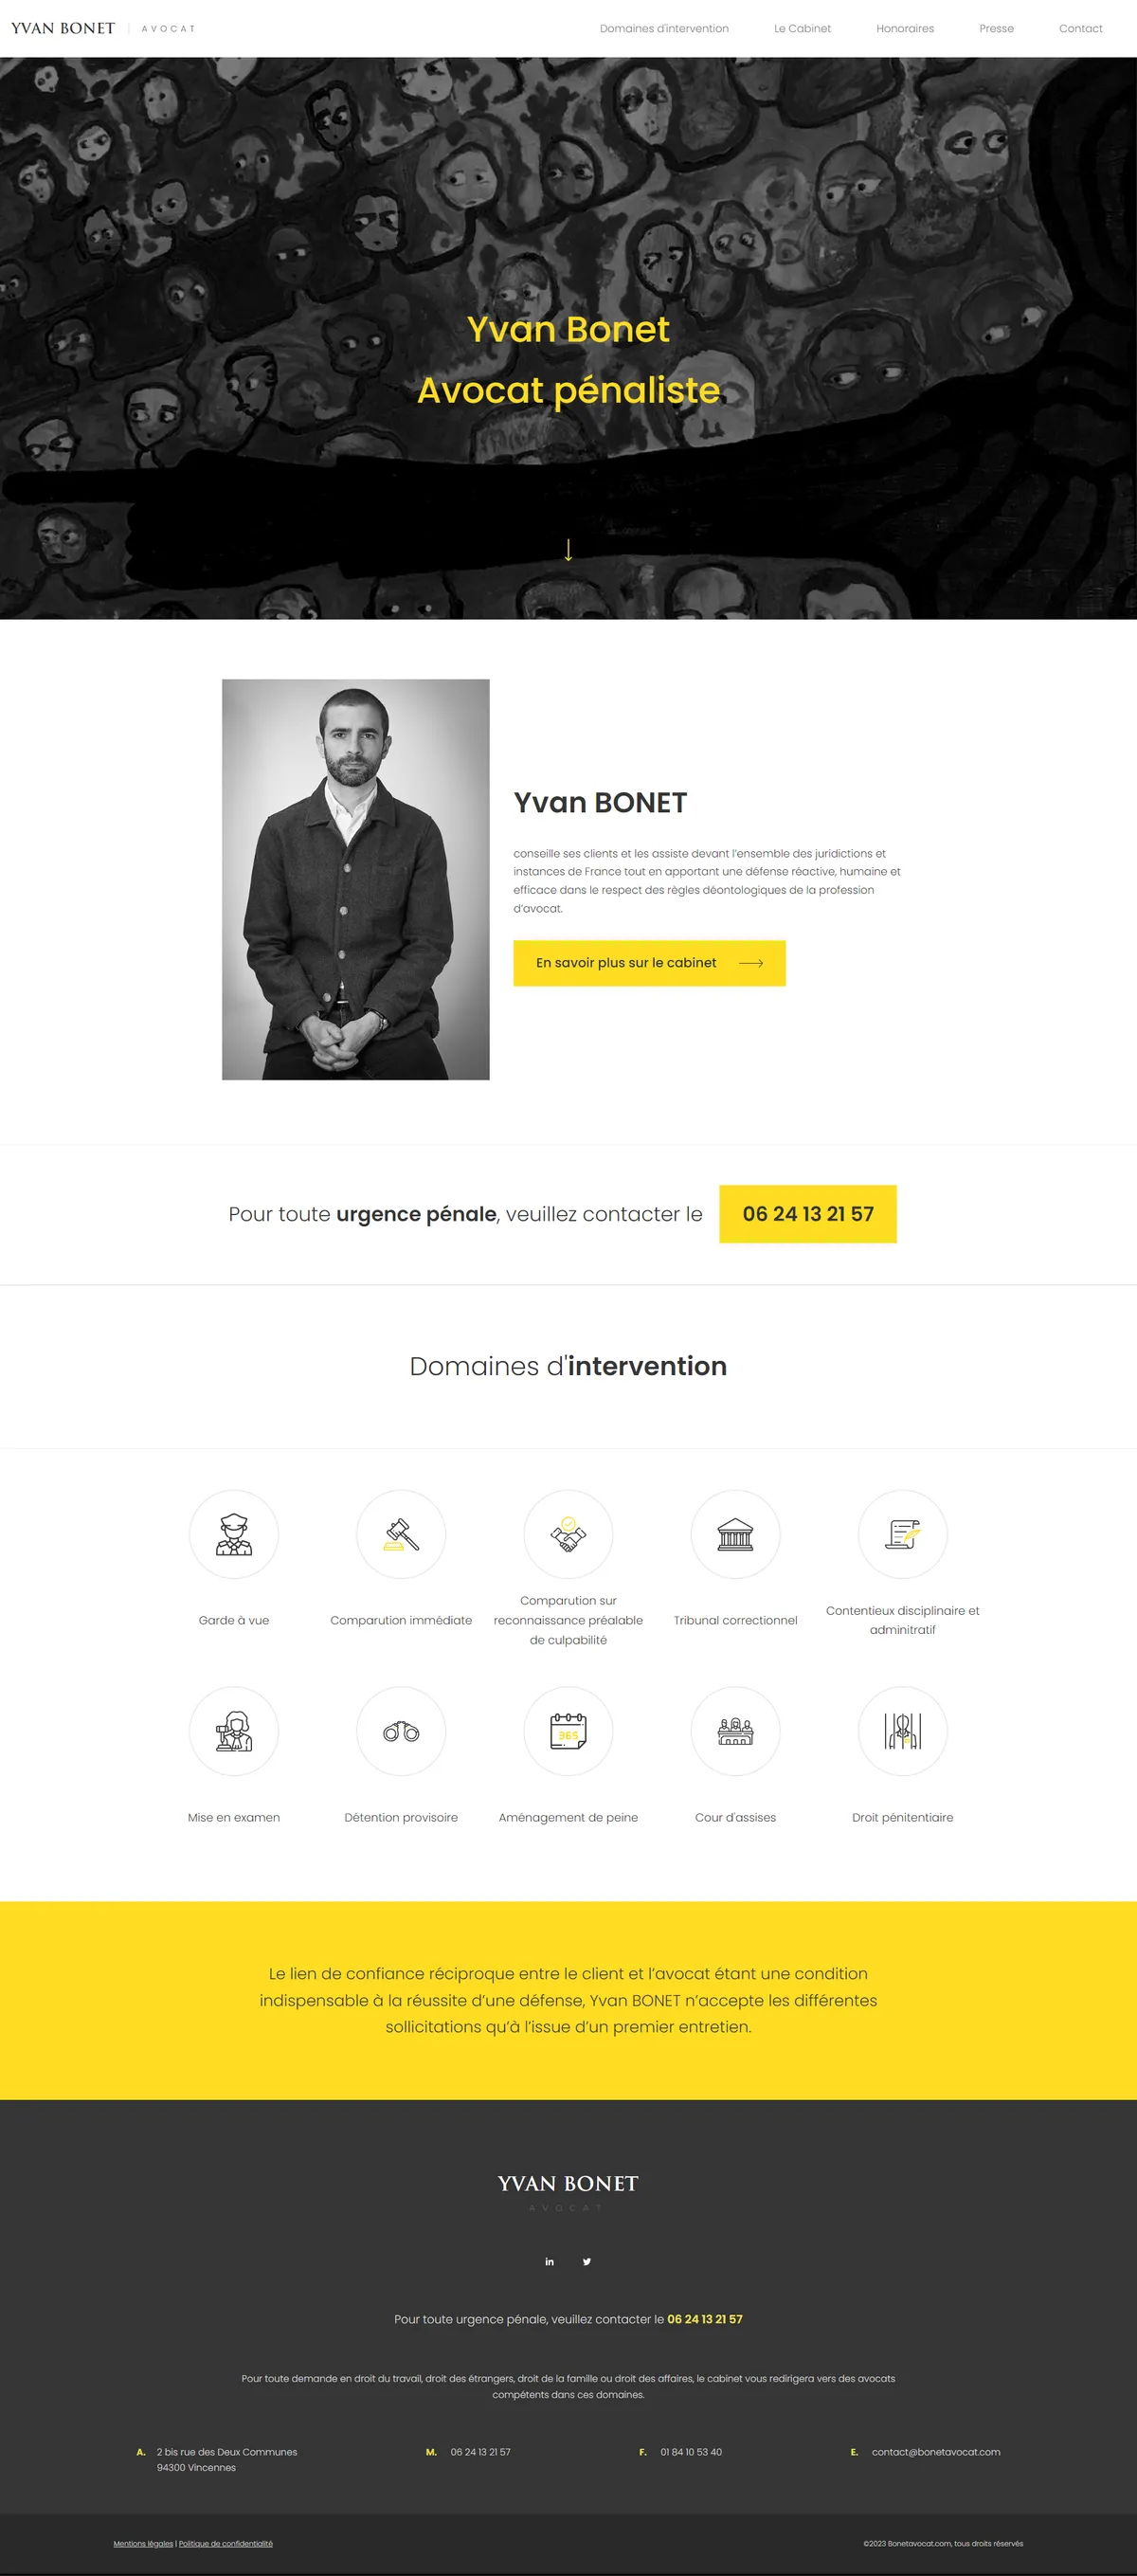 YVAN BONET | AVOCAT
Domaines d'intervention
Le Cabinet
Honoraires
Presse
Contact
Yvan Bonet
Avocat pénaliste
Yvan BONET
conseille ses clients et les assiste devant l'ensemble des juridictions et
instances de France tout en apportant une défense réactive, humaine et
efficace dans le respect des règles déontologiques de la profession
d'avocat.
En savoir plus sur le cabinet
Pour toute urgence pénale, veuillez contacter le
06 24 13 21 57
Domaines d'intervention
Garde à vue
Comparution immédiate
Comparution sur
reconnaissance préalable
de culpabilité
Tribunal correctionnel
Contentieux disciplinaire et
adminitratif
Mise en examen
Détention provisoire
365
Aménagement de peine
Cour d'assises
Droit pénitentiaire
Le lien de confiance réciproque entre le client et l'avocat étant une condition
indispensable à la réussite d'une défense, Yvan BONET n'accepte les différentes
sollicitations qu'à l'issue d'un premier entretien.
YVAN BONET
AVOCAT
in
Pour toute urgence pénale, veuillez contacter le 06 24 13 21 57
Pour toute demande en droit du travail, droit des étrangers, droit de la famille ou droit des affaires, le cabinet vous redirigera vers des avocats
compétents dans ces domaines.
A. 2 bis rue des Deux Communes
94300 Vincennes
M. 06 24 13 21 57
F. 01 84 10 53 40
E. contact@bonetavocat.com
Mentions légales | Politique de confidentialité
©2023 Bonetavocat.com, tous droits réservés